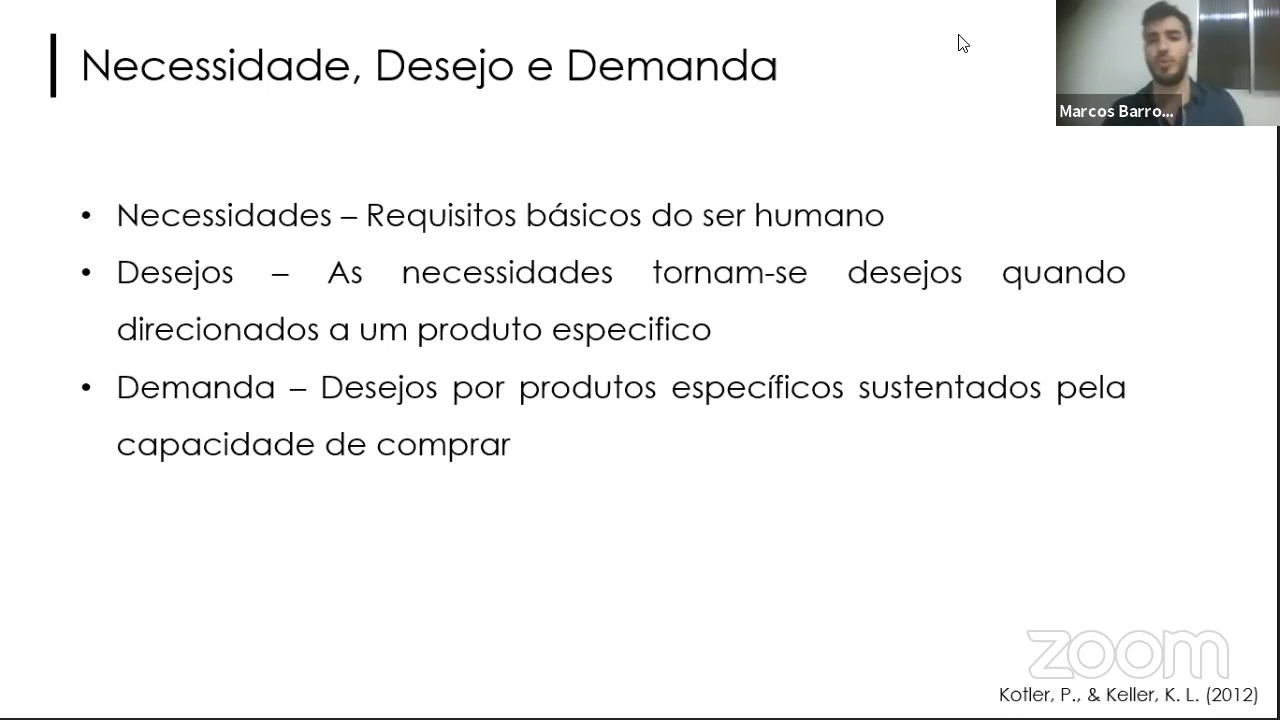 Necessidade, Desejo e Demanda
Marcos Barro...
• Necessidades – Requisitos básicos do ser humano
• Desejos – As necessidades tornam-se desejos quando
direcionados a um produto especifico
• Demanda – Desejos por produtos específicos sustentados pela
capacidade de comprar
zoom
Kotler, P., & Keller, K. L. (2012)